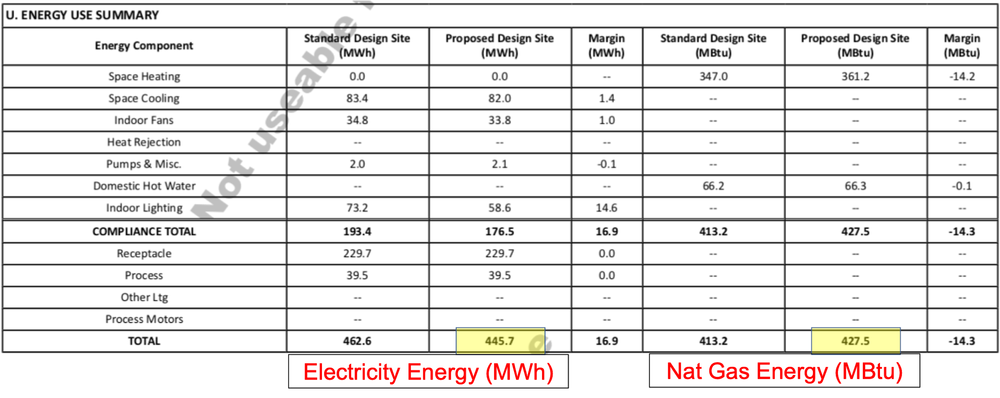 U. ENERGY USE SUMMARY
Energy Component | Standard Design Site (MWh) | Proposed Design Site (MWh) | Margin (MWh) | Standard Design Site (MBtu) | Proposed Design Site (MBtu) | Margin (MBtu)
Space Heating | 0.0 | 0.0 | -- | 347.0 | 361.2 | -14.2
Space Cooling | 83.4 | 82.0 | 1.4 | -- | -- | --
Indoor Fans | 34.8 | 33.8 | 1.0 | -- | -- | --
Heat Rejection | -- | -- | -- | -- | -- | --
Pumps & Misc. | 2.0 | 2.1 | -0.1 | -- | -- | --
Domestic Hot Water | -- | -- | -- | 66.2 | 66.3 | -0.1
Indoor Lighting | 73.2 | 58.6 | 14.6 | -- | -- | --
COMPLIANCE TOTAL | 193.4 | 176.5 | 16.9 | 413.2 | 427.5 | -14.3
Receptacle | 229.7 | 229.7 | 0.0 | -- | -- | --
Process | 39.5 | 39.5 | 0.0 | -- | -- | --
Other Ltg | -- | -- | -- | -- | -- | --
Process Motors | -- | -- | -- | -- | -- | --
TOTAL | 462.6 | 445.7 | 16.9 | 413.2 | 427.5 | -14.3
Electricity Energy (MWh)
Nat Gas Energy (MBtu)
Not useable